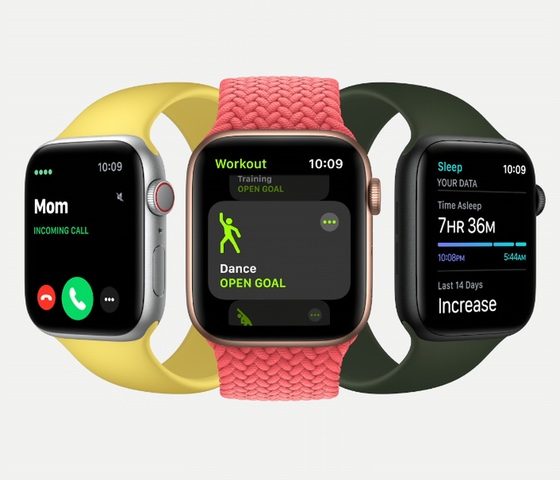 10:09
Mom
INCOMING CALL
Workout 10:09
Training
OPEN GOAL
Dance
OPEN GOAL
Sleep 10:09
YOUR DATA
Time Asleep
7HR 36M
10:08PM 5:44AM
Last 14 Days
Increase